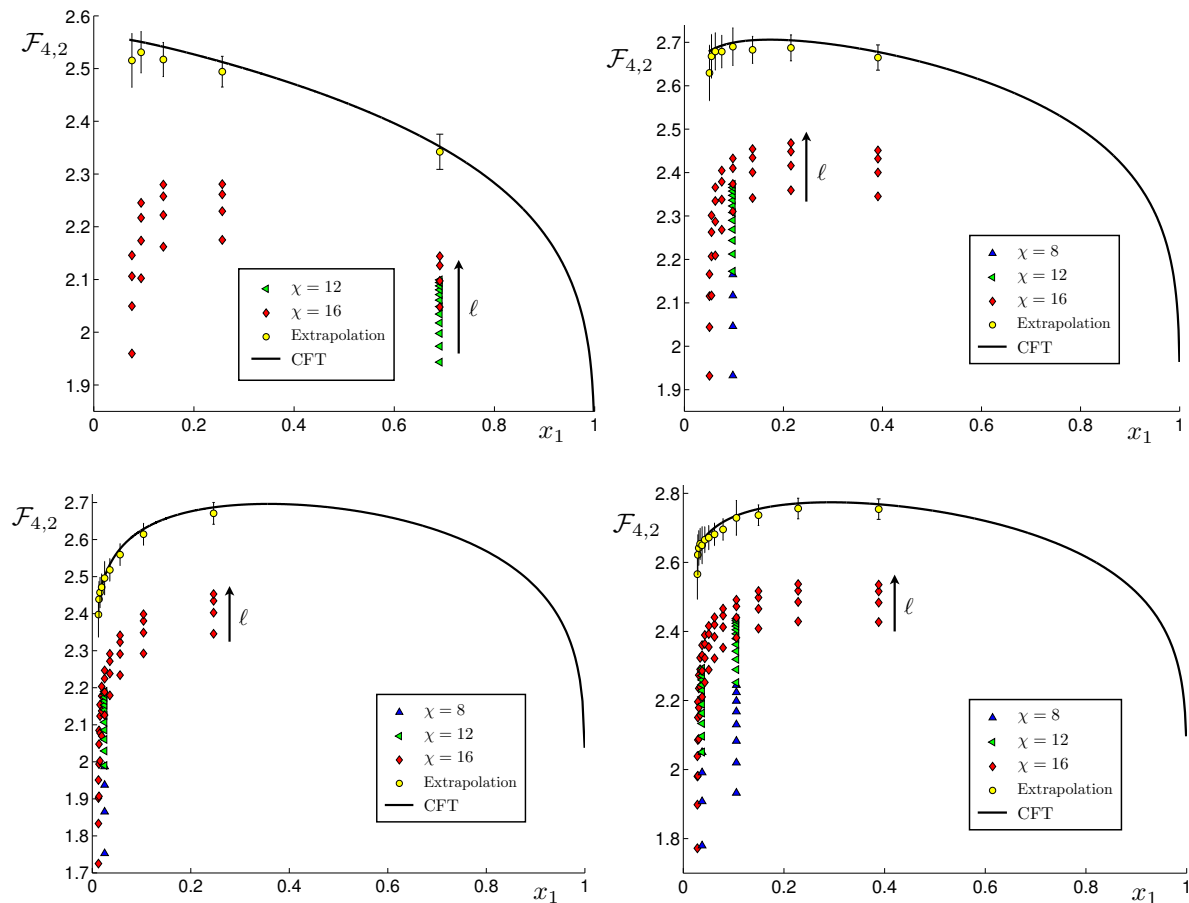 2.6
2.5
2.4
2.3
2.2
2.1
2
1.9
0
0.2
0.4
0.6
0.8
1
𝓕₄,₂
x₁
ℓ
χ = 12
χ = 16
Extrapolation
CFT
2.7
2.6
2.5
2.4
2.3
2.2
2.1
2
1.9
0
0.2
0.4
0.6
0.8
1
𝓕₄,₂
x₁
ℓ
χ = 8
χ = 12
χ = 16
Extrapolation
CFT
2.7
2.6
2.5
2.4
2.3
2.2
2.1
2
1.9
1.8
1.7
0
0.2
0.4
0.6
0.8
1
𝓕₄,₂
x₁
ℓ
χ = 8
χ = 12
χ = 16
Extrapolation
CFT
2.8
2.6
2.4
2.2
2
1.8
0
0.2
0.4
0.6
0.8
1
𝓕₄,₂
x₁
ℓ
χ = 8
χ = 12
χ = 16
Extrapolation
CFT